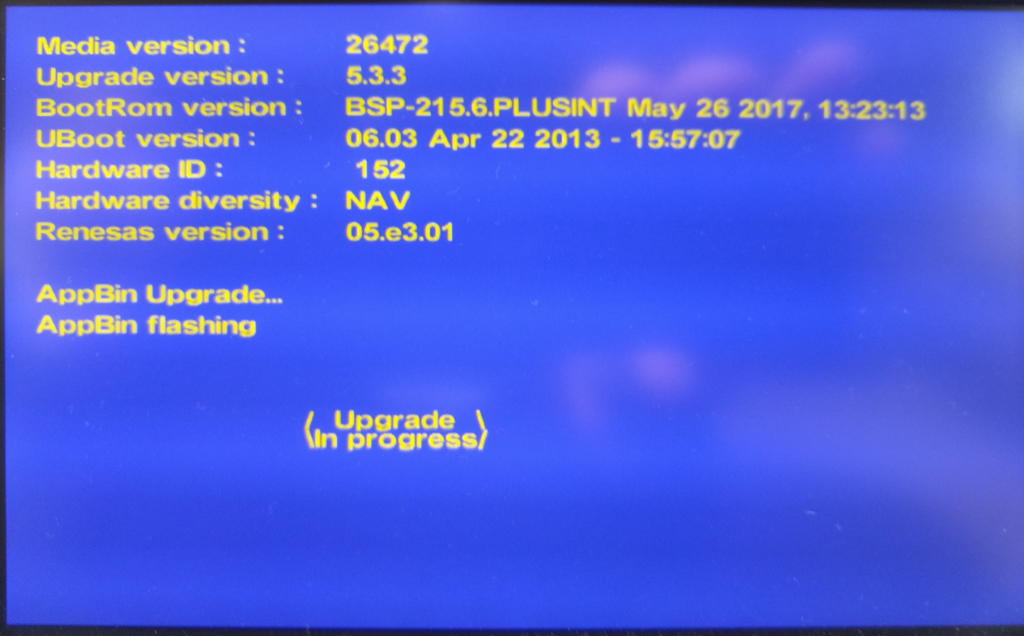 Media version : 26472
Upgrade version : 5.3.3
BootRom version : BSP-215.6.PLUSINT May 26 2017, 13:23:13
UBoot version : 06.03 Apr 22 2013 - 15:57:07
Hardware ID : 152
Hardware diversity : NAV
Renesas version : 05.e3.01
AppBin Upgrade...
AppBin flashing
/ Upgrade \
\In progress/